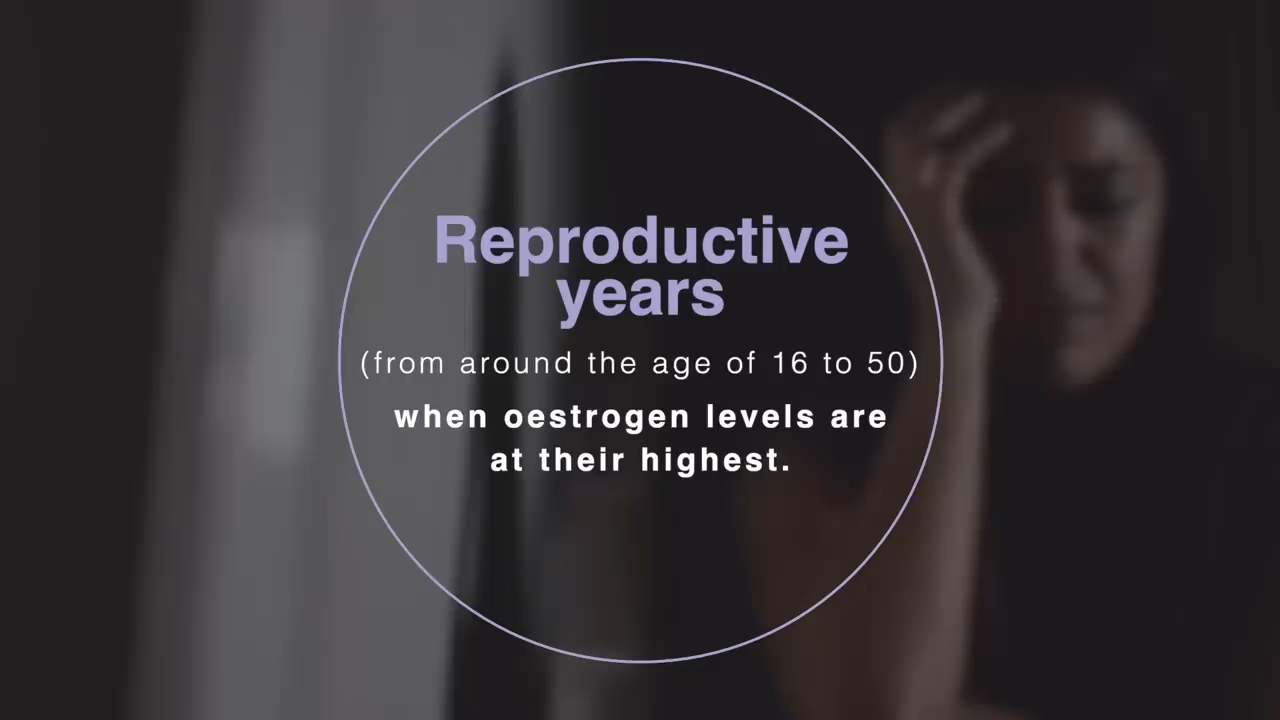 Reproductive
years
(from around the age of 16 to 50)
when oestrogen levels are
at their highest.